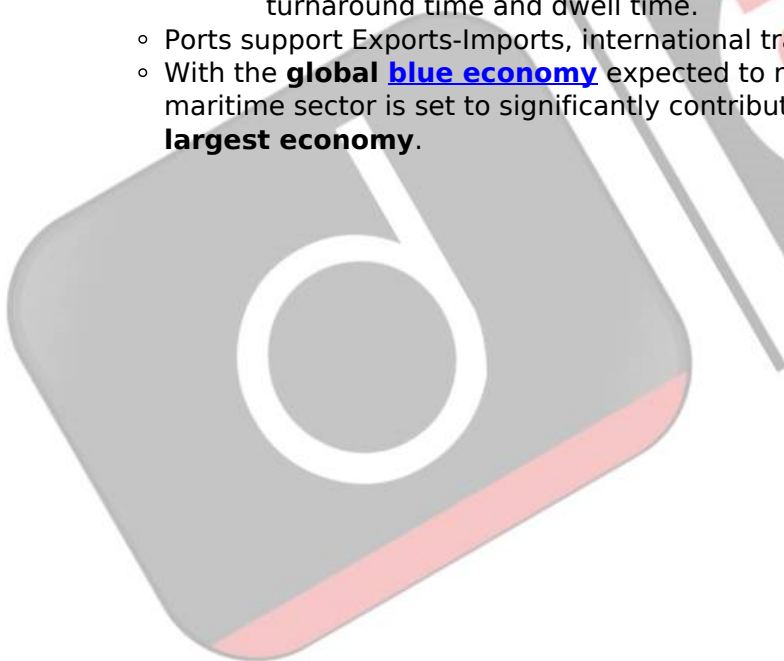 turnaround time and dwell time.
Ports support Exports-Imports, international tra
With the global blue economy expected to r
maritime sector is set to significantly contribut
largest economy.
d